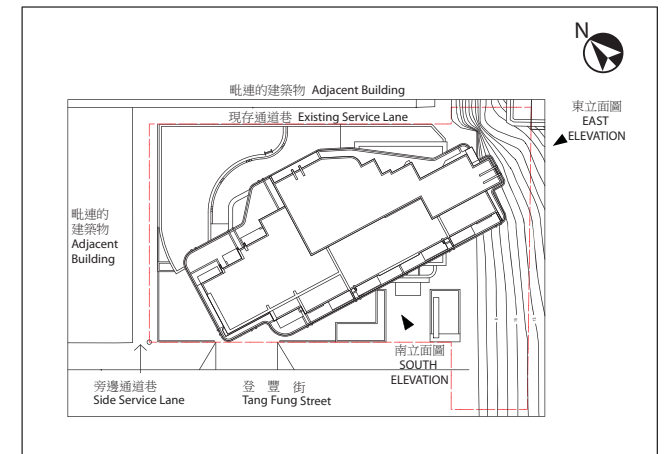 N
毗連的建築物 Adjacent Building
現存通道巷 Existing Service Lane
東立面圖
EAST
ELEVATION
毗連的
建築物
Adjacent
Building
南立面圖
SOUTH
ELEVATION
旁邊通道巷
Side Service Lane
登 豐 街
Tang Fung Street